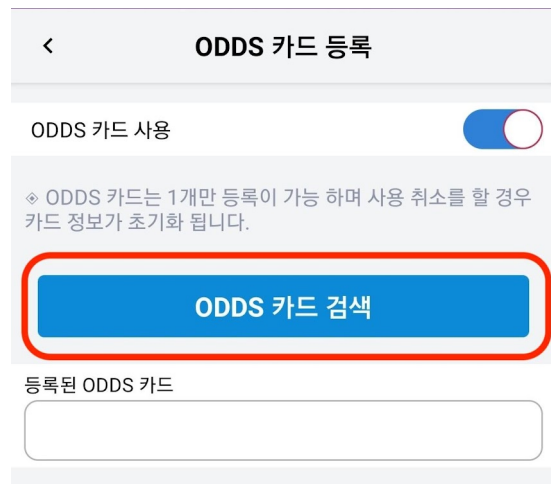 ODDS 카드 등록
ODDS 카드 사용
◈ ODDS 카드는 1개만 등록이 가능 하며 사용 취소를 할 경우
카드 정보가 초기화 됩니다.
ODDS 카드 검색
등록된 ODDS 카드